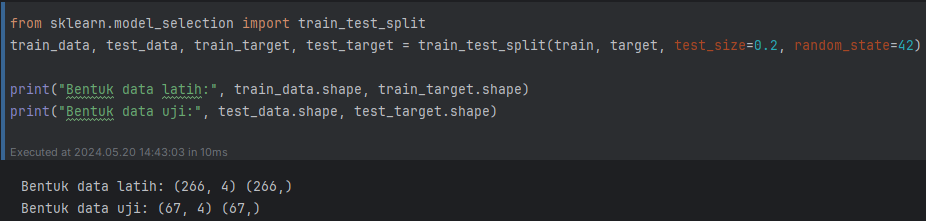 from sklearn.model_selection import train_test_split
train_data, test_data, train_target, test_target = train_test_split(train, target, test_size=0.2, random_state=42)
print("Bentuk data latih:", train_data.shape, train_target.shape)
print("Bentuk data uji:", test_data.shape, test_target.shape)
Executed at 2024.05.20 14:43:03 in 10ms
Bentuk data latih: (266, 4) (266,)
Bentuk data uji: (67, 4) (67,)